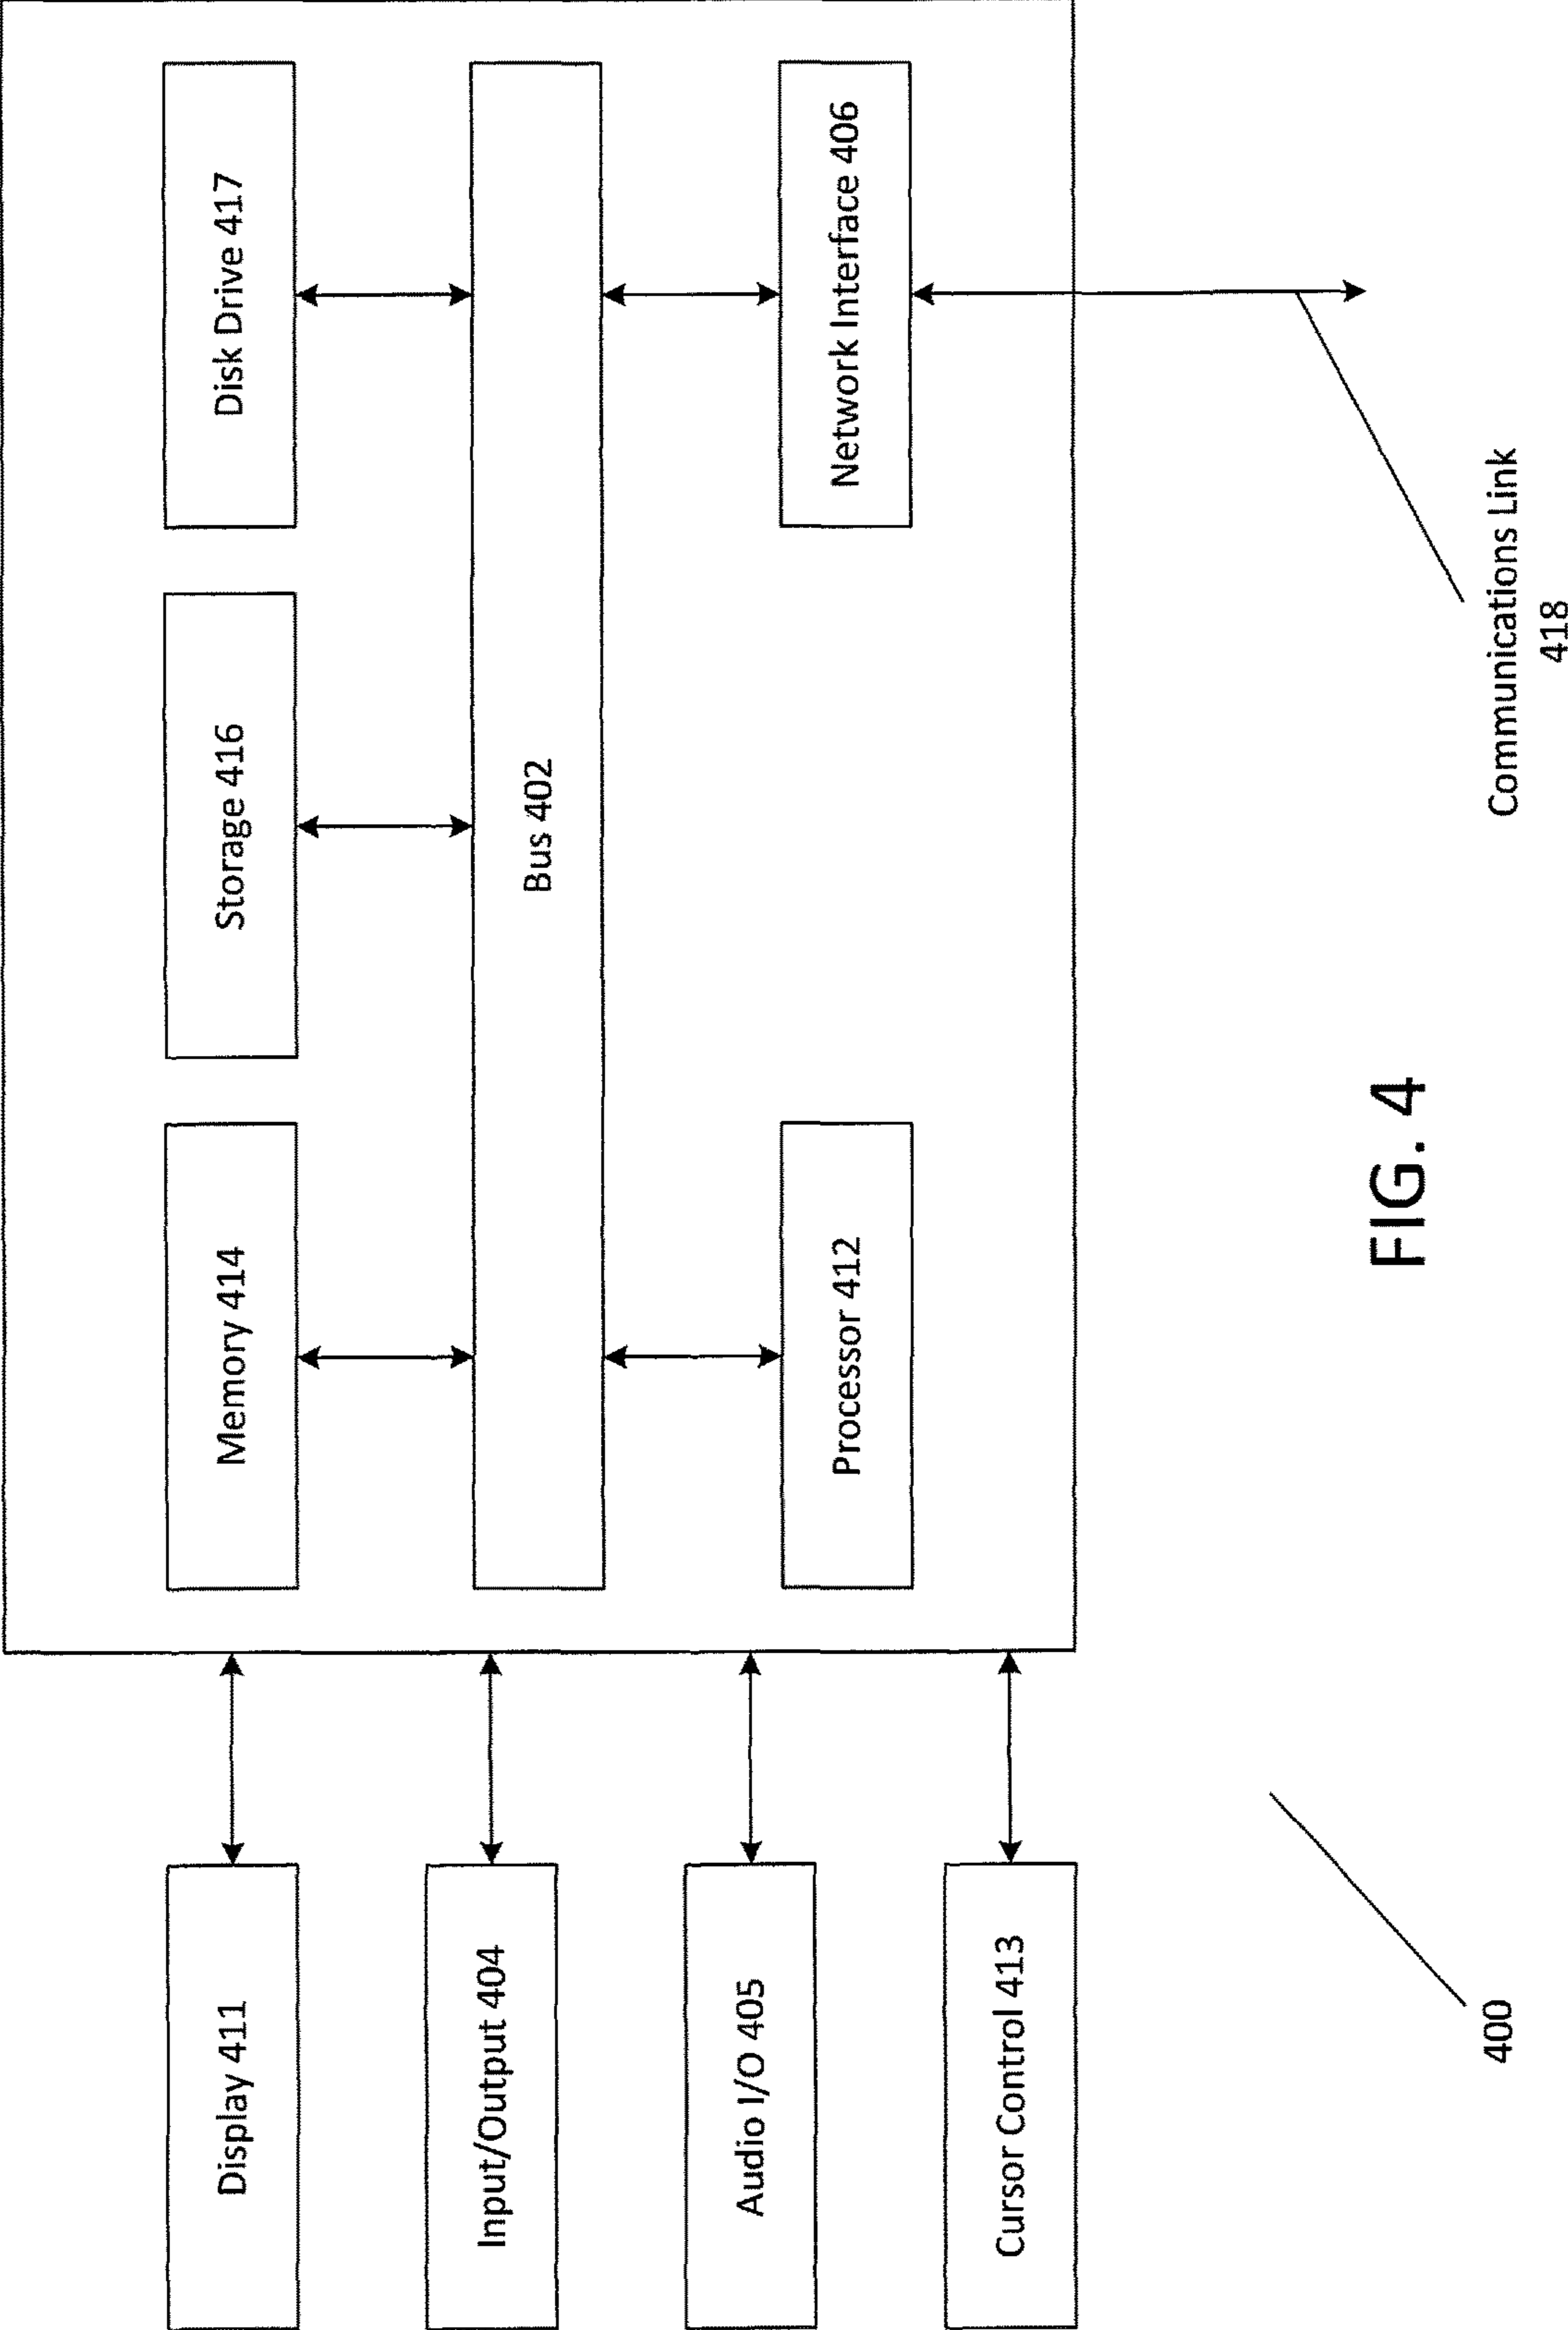 Display 411
Input/Output 404
Audio I/O 405
Cursor Control 413
Memory 414
Storage 416
Disk Drive 417
Bus 402
Processor 412
Network Interface 406
400
FIG. 4
Communications Link
418